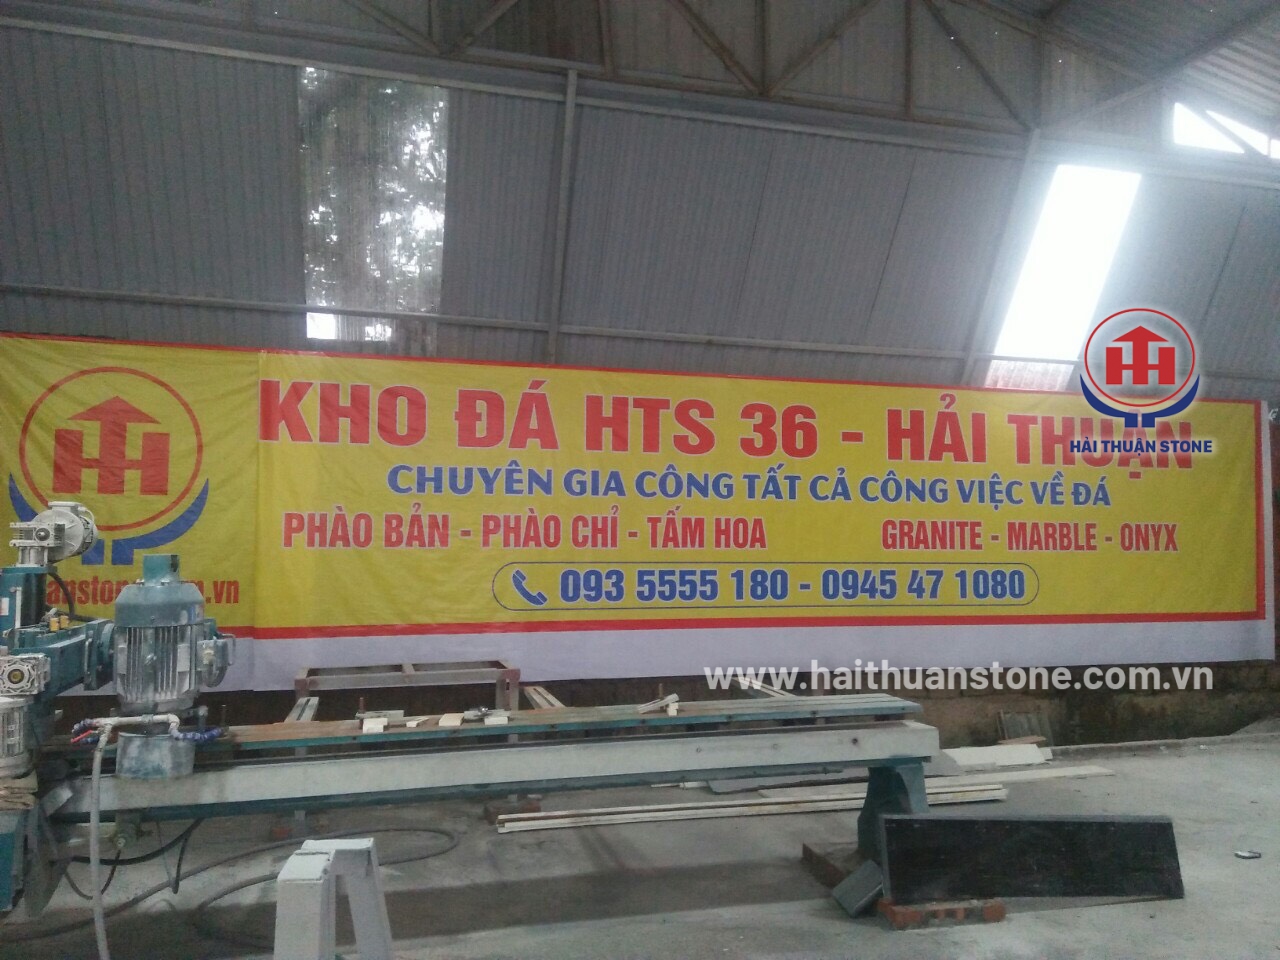 KHO ĐÁ HTS 36 - HẢI THUẬN
CHUYÊN GIA CÔNG TẤT CẢ CÔNG VIỆC VỀ ĐÁ
PHÀO BẢN - PHÀO CHỈ - TẤM HOA GRANITE - MARBLE - ONYX
093 5555 180 - 0945 47 1080
HẢI THUẬN STONE
www.haithuanstone.com.vn